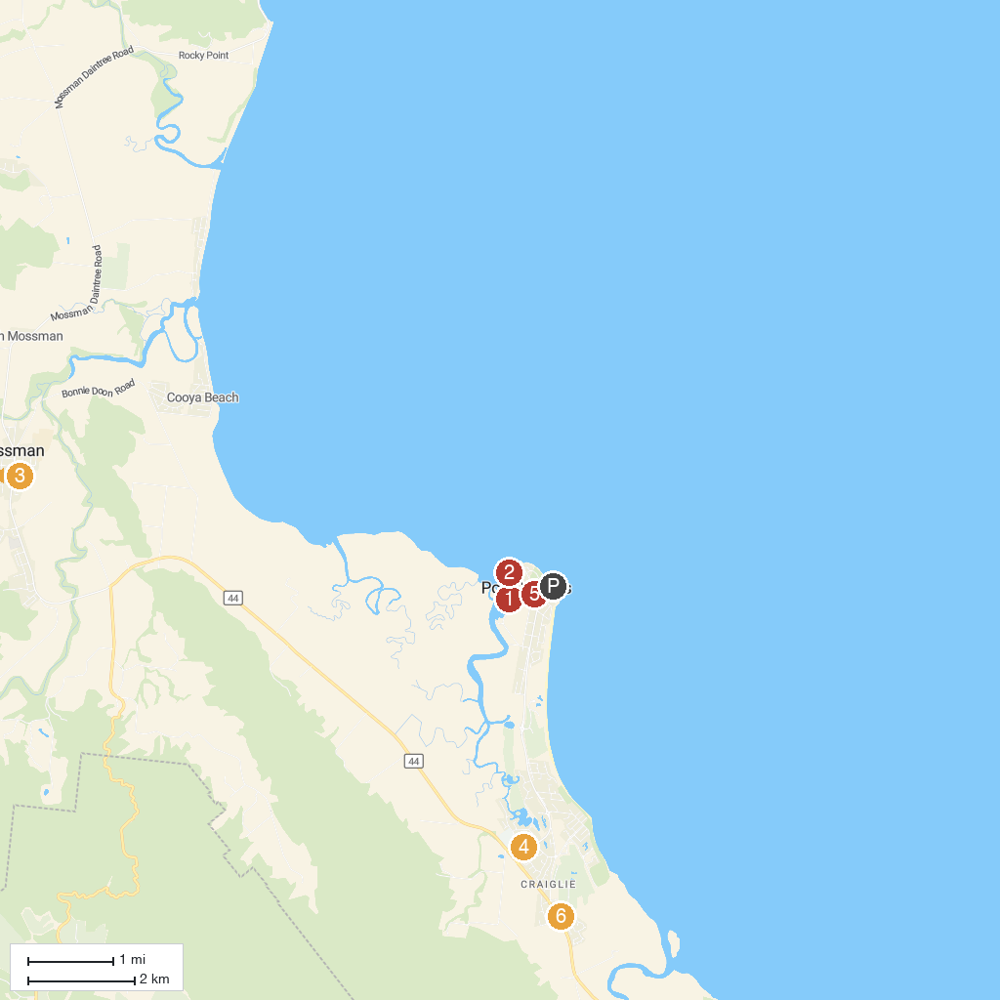 Rocky Point
Mossman Daintree Road
Mossman Daintree Road
Mossman Daintree Road
n Mossman
Bonnie Doon Road
Cooya Beach
ssman
3
2
Po
1
5
P
s
44
44
4
CRAIGLIE
6
1 mi
2 km